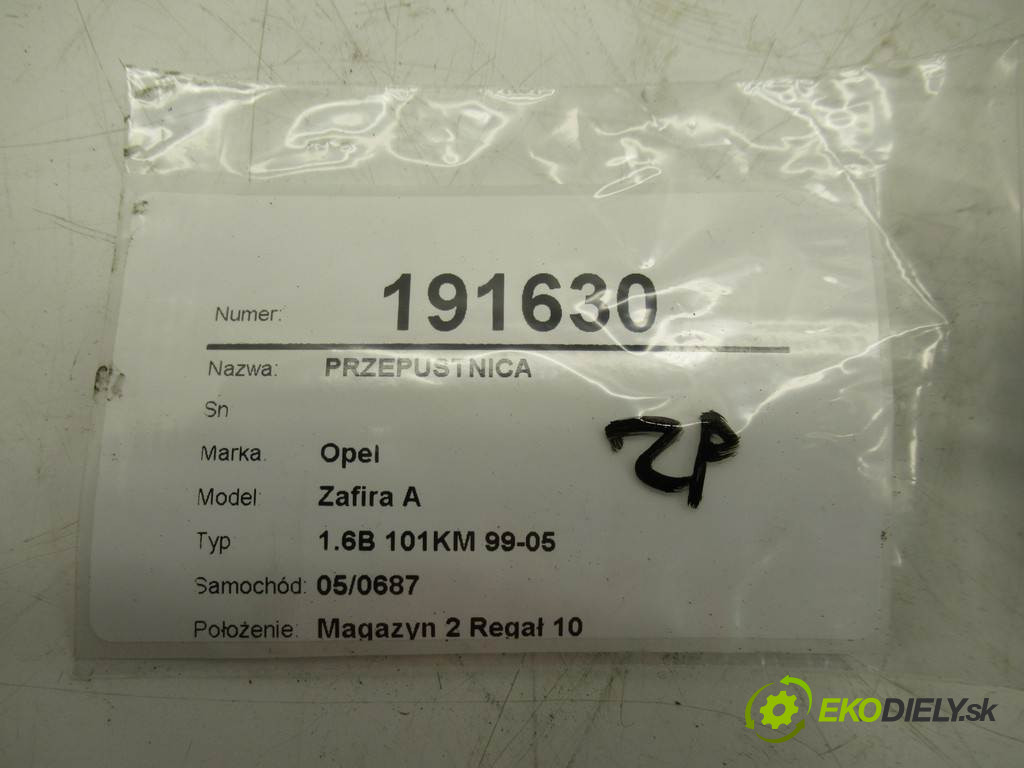 Numer: 191630
Nazwa: PRZEPUSTNICA
Sn
Marka: Opel
Model: Zafira A
Typ 1.6B 101KM 99-05
Samochód: 05/0687
Położenie: Magazyn 2 Regał 10
ZP
EKODIELY.sk